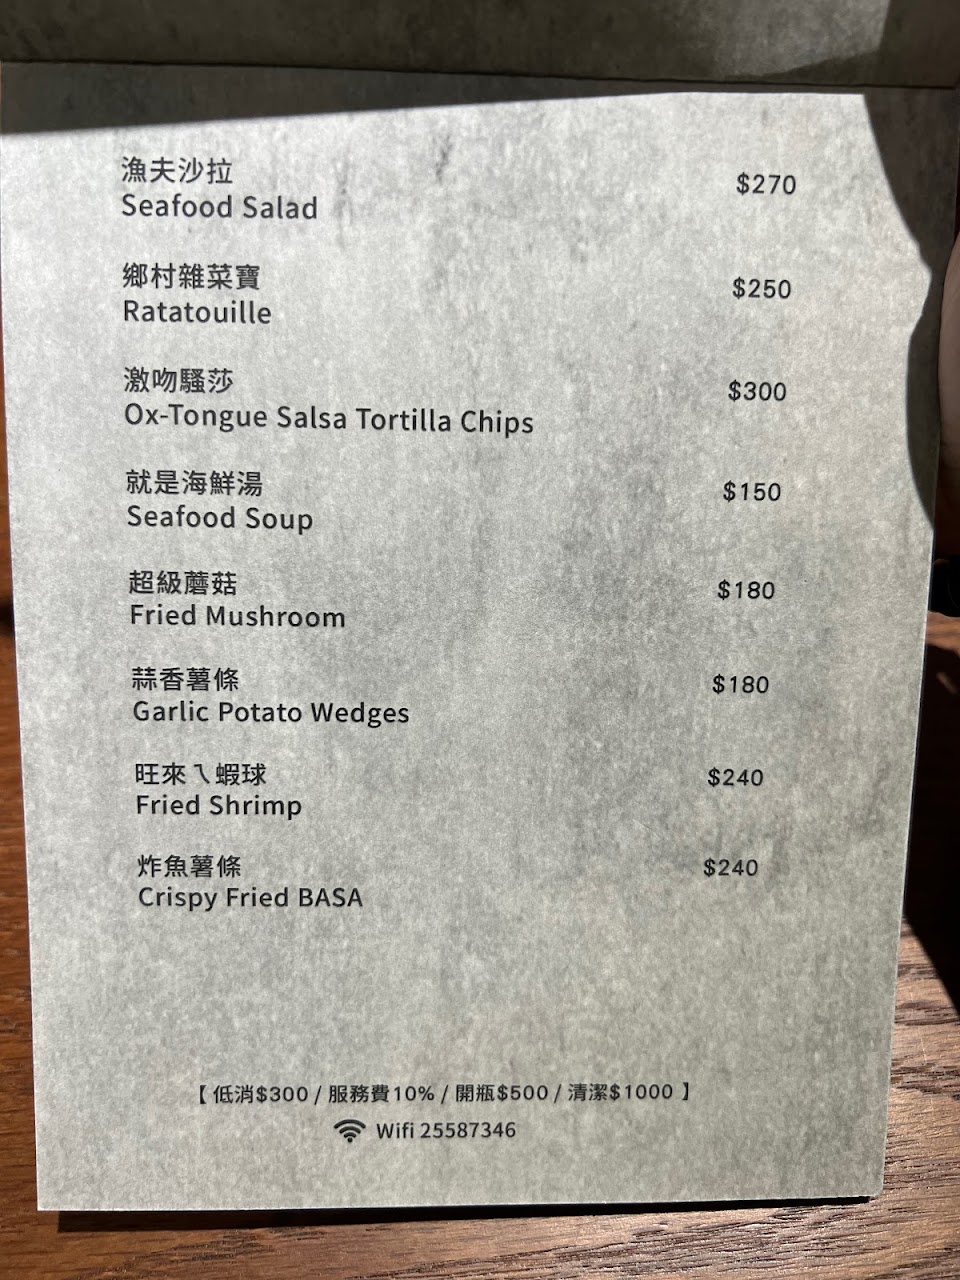 漁夫沙拉
Seafood Salad
$270
鄉村雜菜寶
Ratatouille
$250
激吻騷莎
Ox-Tongue Salsa Tortilla Chips
$300
就是海鮮湯
Seafood Soup
$150
超級蘑菇
Fried Mushroom
$180
蒜香薯條
Garlic Potato Wedges
$180
旺來ㄟ蝦球
Fried Shrimp
$240
炸魚薯條
Crispy Fried BASA
$240
【 低消$300 / 服務費10% / 開瓶$500 / 清潔$1000 】
Wifi 25587346